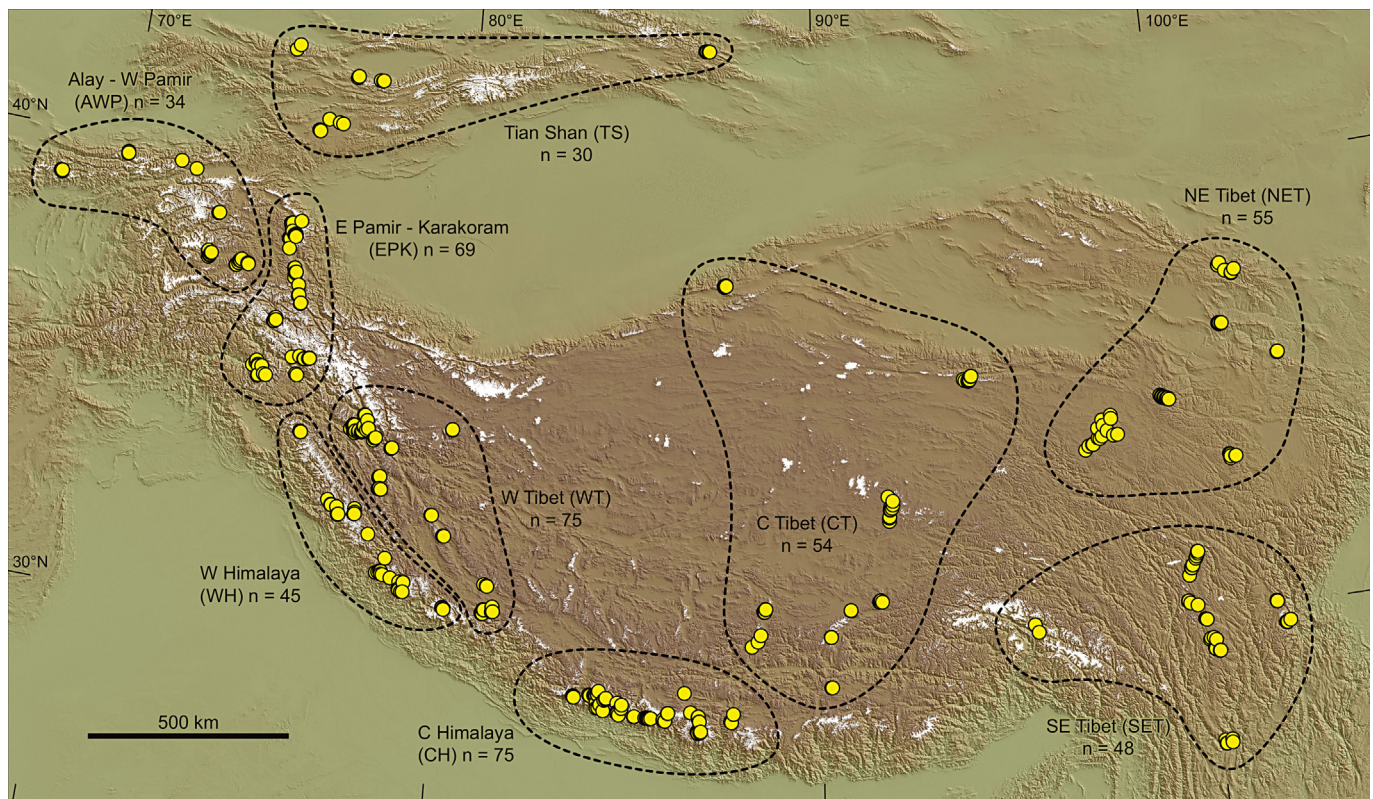 70°E
80°E
90°E
100°E
Alay - W Pamir
(AWP) n = 34
40°N
Tian Shan (TS)
n = 30
NE Tibet (NET)
n = 55
E Pamir - Karakoram
(EPK) n = 69
W Tibet (WT)
n = 75
C Tibet (CT)
n = 54
30°N
W Himalaya
(WH) n = 45
500 km
C Himalaya
(CH) n = 75
SE Tibet (SET)
n = 48